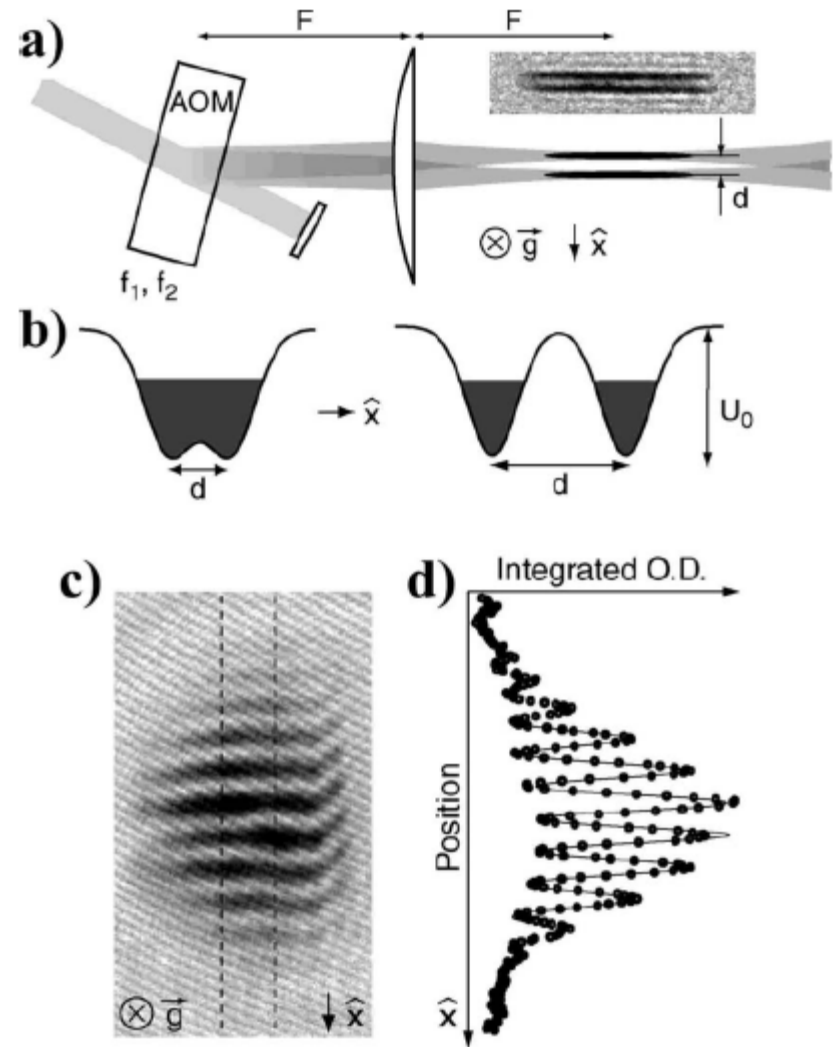 a)
F
F
AOM
d
f₁, f₂
⊗ g⃗ ↓ x̂
b)
→ x̂
d
d
U₀
c)
d)
Integrated O.D.
Position
x̂
⊗ g⃗ ↓ x̂